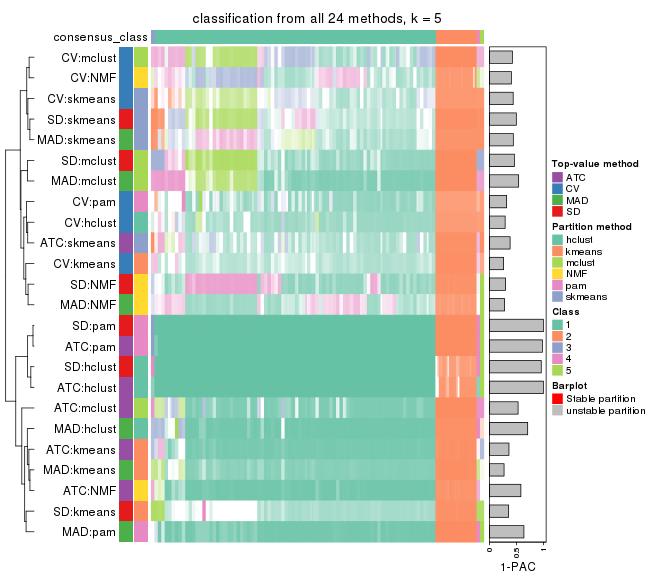 classification from all 24 methods, k = 5
consensus_class
CV:mclust
CV:NMF
CV:skmeans
SD:skmeans
MAD:skmeans
SD:mclust
MAD:mclust
CV:pam
CV:hclust
ATC:skmeans
CV:kmeans
SD:NMF
MAD:NMF
SD:pam
ATC:pam
SD:hclust
ATC:hclust
ATC:mclust
MAD:hclust
ATC:kmeans
MAD:kmeans
ATC:NMF
SD:kmeans
MAD:pam
0
0.5
1
1-PAC
Top-value method
ATC
CV
MAD
SD
Partition method
hclust
kmeans
mclust
NMF
pam
skmeans
Class
1
2
3
4
5
Barplot
Stable partition
unstable partition